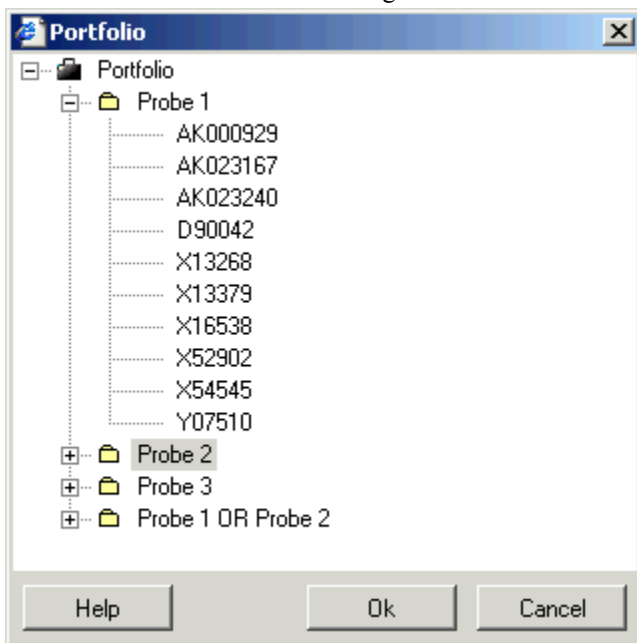 Portfolio
Portfolio
Probe 1
AK000929
AK023167
AK023240
D90042
X13268
X13379
X16538
X52902
X54545
Y07510
Probe 2
Probe 3
Probe 1 OR Probe 2
Help Ok Cancel